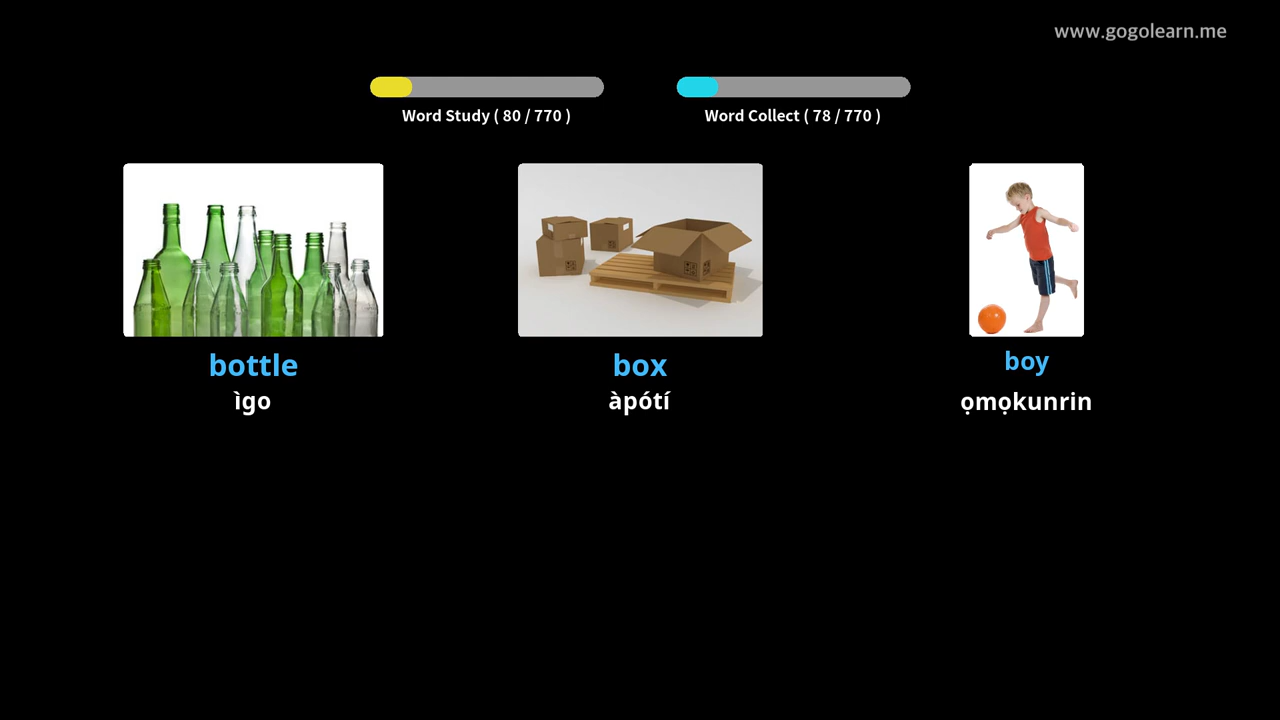 www.gogolearn.me
Word Study ( 80 / 770 )
Word Collect ( 78 / 770 )
bottle
ìgo
box
àpótí
boy
ọmọkunrin